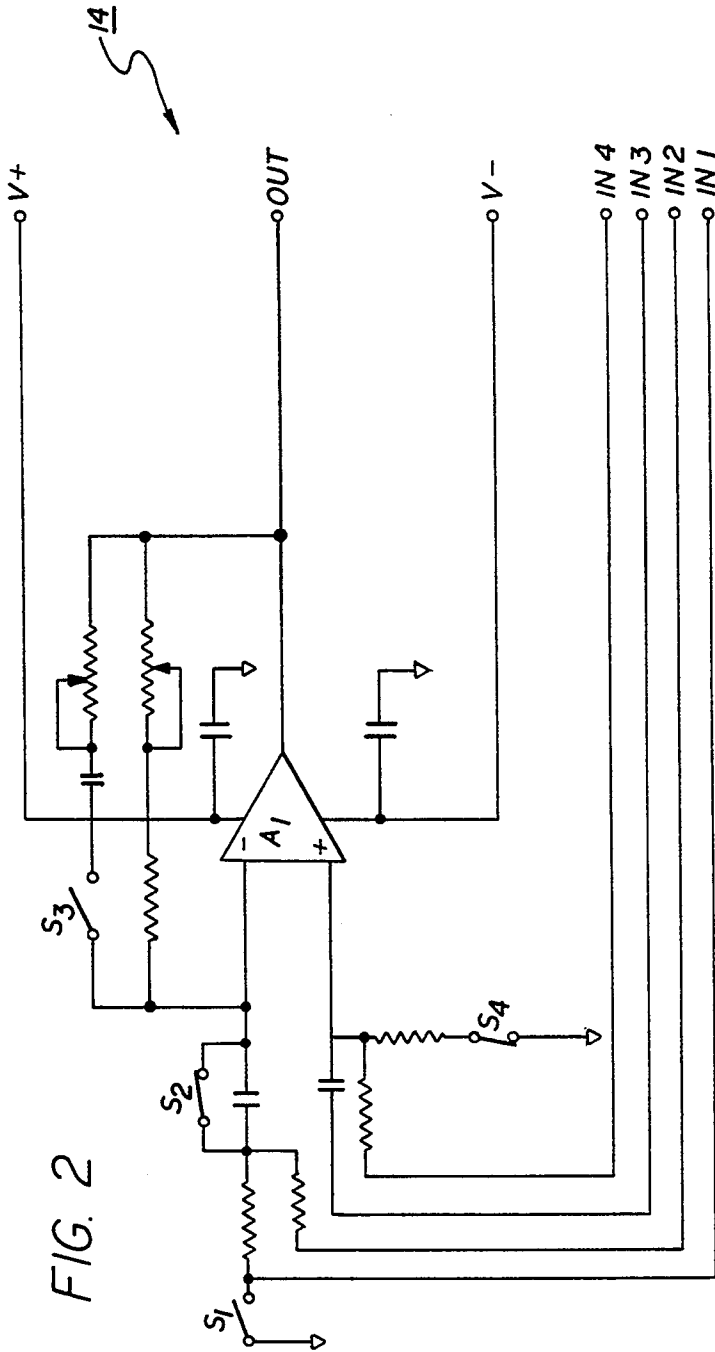 FIG. 2
14
V+
OUT
V-
IN 4
IN 3
IN 2
IN 1
S3
S2
S1
S4
A1
-
+